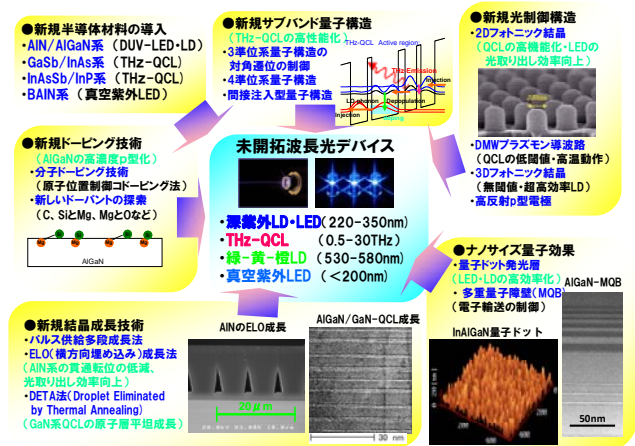 ●新規半導体材料の導入
・AlN/AlGaN系 (DUV-LED・LD)
・GaSb/InAs系 (THz-QCL)
・InAsSb/InP系 (THz-QCL)
・BAlN系 (真空紫外LED)
●新規サブバンド量子構造
(THz-QCLの高性能化)
・3準位系量子構造の
対角遷位の制御
・4準位系量子構造
・間接注入型量子構造
THz-QCL Active region:
THz Emission
Injection
LO phonon
Depopulation
Injection
doping
●新規光制御構造
・2Dフォトニック結晶
(QCLの高機能化・LEDの
光取り出し効率向上)
・DMWプラズモン導波路
(QCLの低閾値・高温動作)
・3Dフォトニック結晶
(無閾値・超高効率LD)
・高反射p型電極
●新規ドーピング技術
(AlGaNの高濃度p型化)
・分子ドーピング技術
(原子位置制御コドーピング法)
・新しいドーパントの探索
(C、SiとMg、MgとOなど)
Si Si Si Si
Mg Mg Mg Mg
AlGaN
未開拓波長光デバイス
・深紫外LD・LED(220-350nm)
・THz-QCL (0.5-30THz)
・緑-黄-橙LD (530-580nm)
・真空紫外LED (<200nm)
●ナノサイズ量子効果
・量子ドット発光層
(LED・LDの高効率化)
・多重量子障壁(MQB)
(電子輸送の制御)
AlGaN-MQB
InAlGaN量子ドット
50nm
●新規結晶成長技術
・パルス供給多段成長法
・ELO(横方向埋め込み)成長法
(AlN系の貫通転位の低減、
光取り出し効率向上)
・DETA法(Droplet Eliminated
by Thermal Annealing)
(GaN系QCLの原子層平坦成長)
AlNのELO成長
20μm
AlGaN/GaN-QCL成長
30 nm